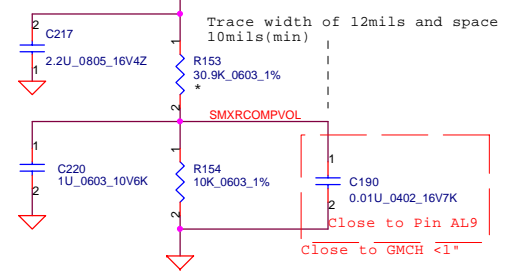 Trace width of 12mils and space
10mils(min)
2
C217
2.2U_0805_16V4Z
1
1
R153
30.9K_0603_1%
*
2
SMXRCOMPVOL
1
C220
1U_0603_10V6K
2
1
R154
10K_0603_1%
2
1
C190
0.01U_0402_16V7K
2
Close to Pin AL9
Close to GMCH <1"